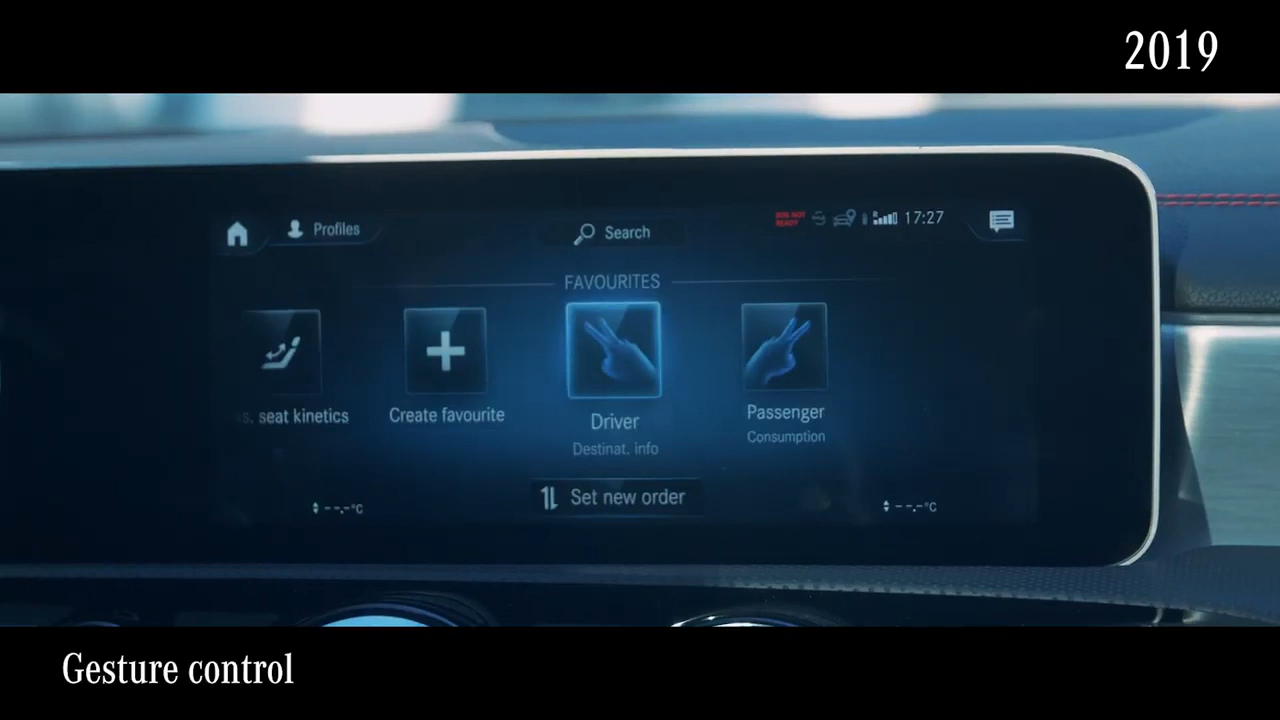 2019
Profiles
Search
17:27
FAVOURITES
s. seat kinetics
Create favourite
Driver
Destinat. info
Passenger
Consumption
Set new order
--.-°C
--.-°C
Gesture control